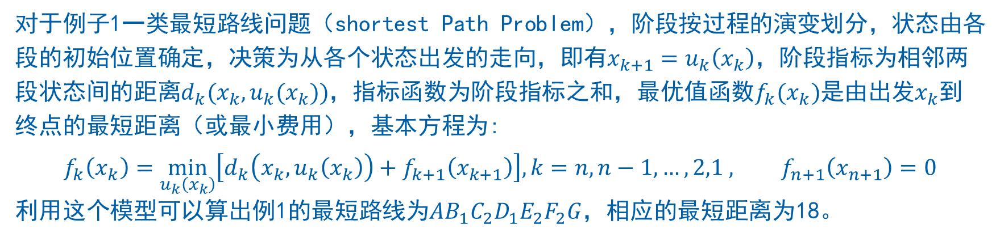 对于例子1一类最短路线问题（shortest Path Problem），阶段按过程的演变划分，状态由各
段的初始位置确定，决策为从各个状态出发的走向，即有$x_{k+1} = u_k(x_k)$，阶段指标为相邻两
段状态间的距离$d_k(x_k, u_k(x_k))$，指标函数为阶段指标之和，最优值函数$f_k(x_k)$是由出发$x_k$到
终点的最短距离（或最小费用），基本方程为:
$f_k(x_k) = \min_{u_k(x_k)} [d_k(x_k, u_k(x_k)) + f_{k+1}(x_{k+1})], k = n, n-1, \ldots, 2,1, \quad f_{n+1}(x_{n+1}) = 0$
利用这个模型可以算出例1的最短路线为$AB_1C_2D_1E_2F_2G$，相应的最短距离为18。